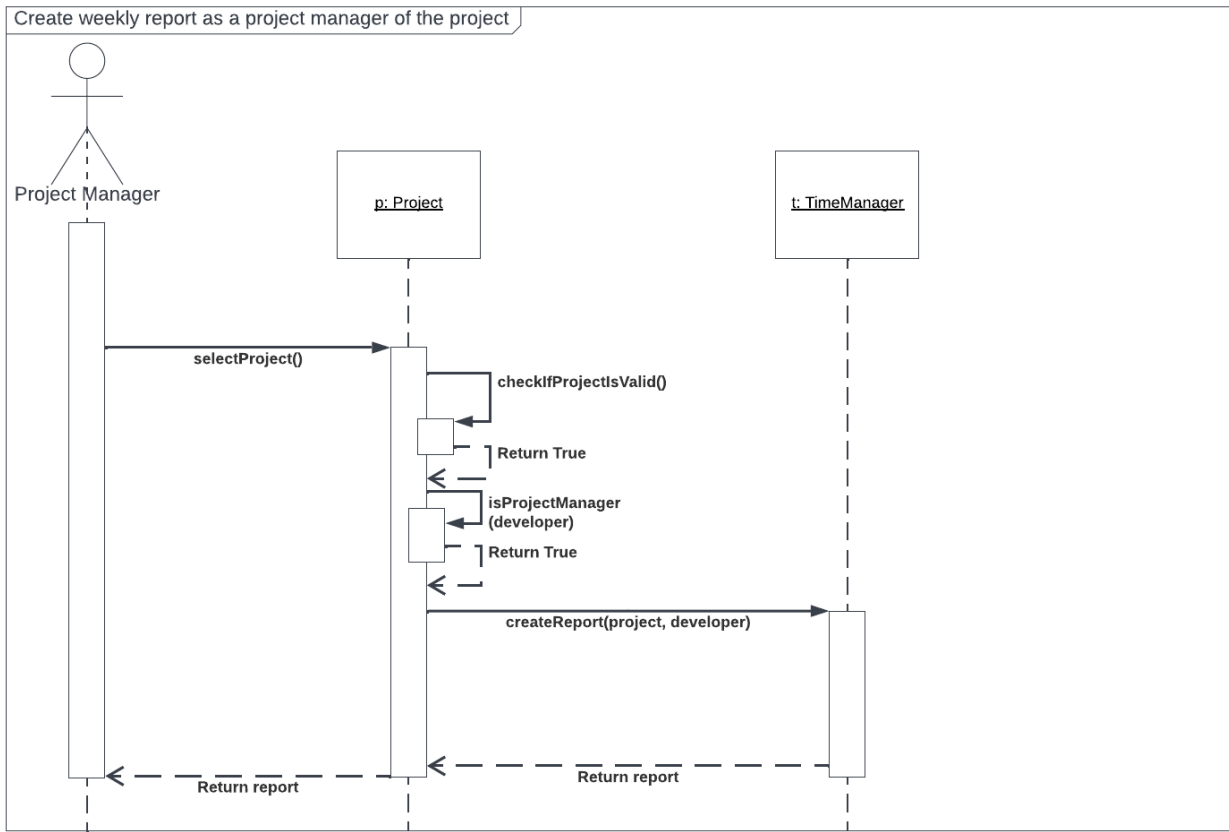 Create weekly report as a project manager of the project
Project Manager
p: Project
t: TimeManager
selectProject()
checkIfProjectIsValid()
Return True
isProjectManager
(developer)
Return True
createReport(project, developer)
Return report
Return report